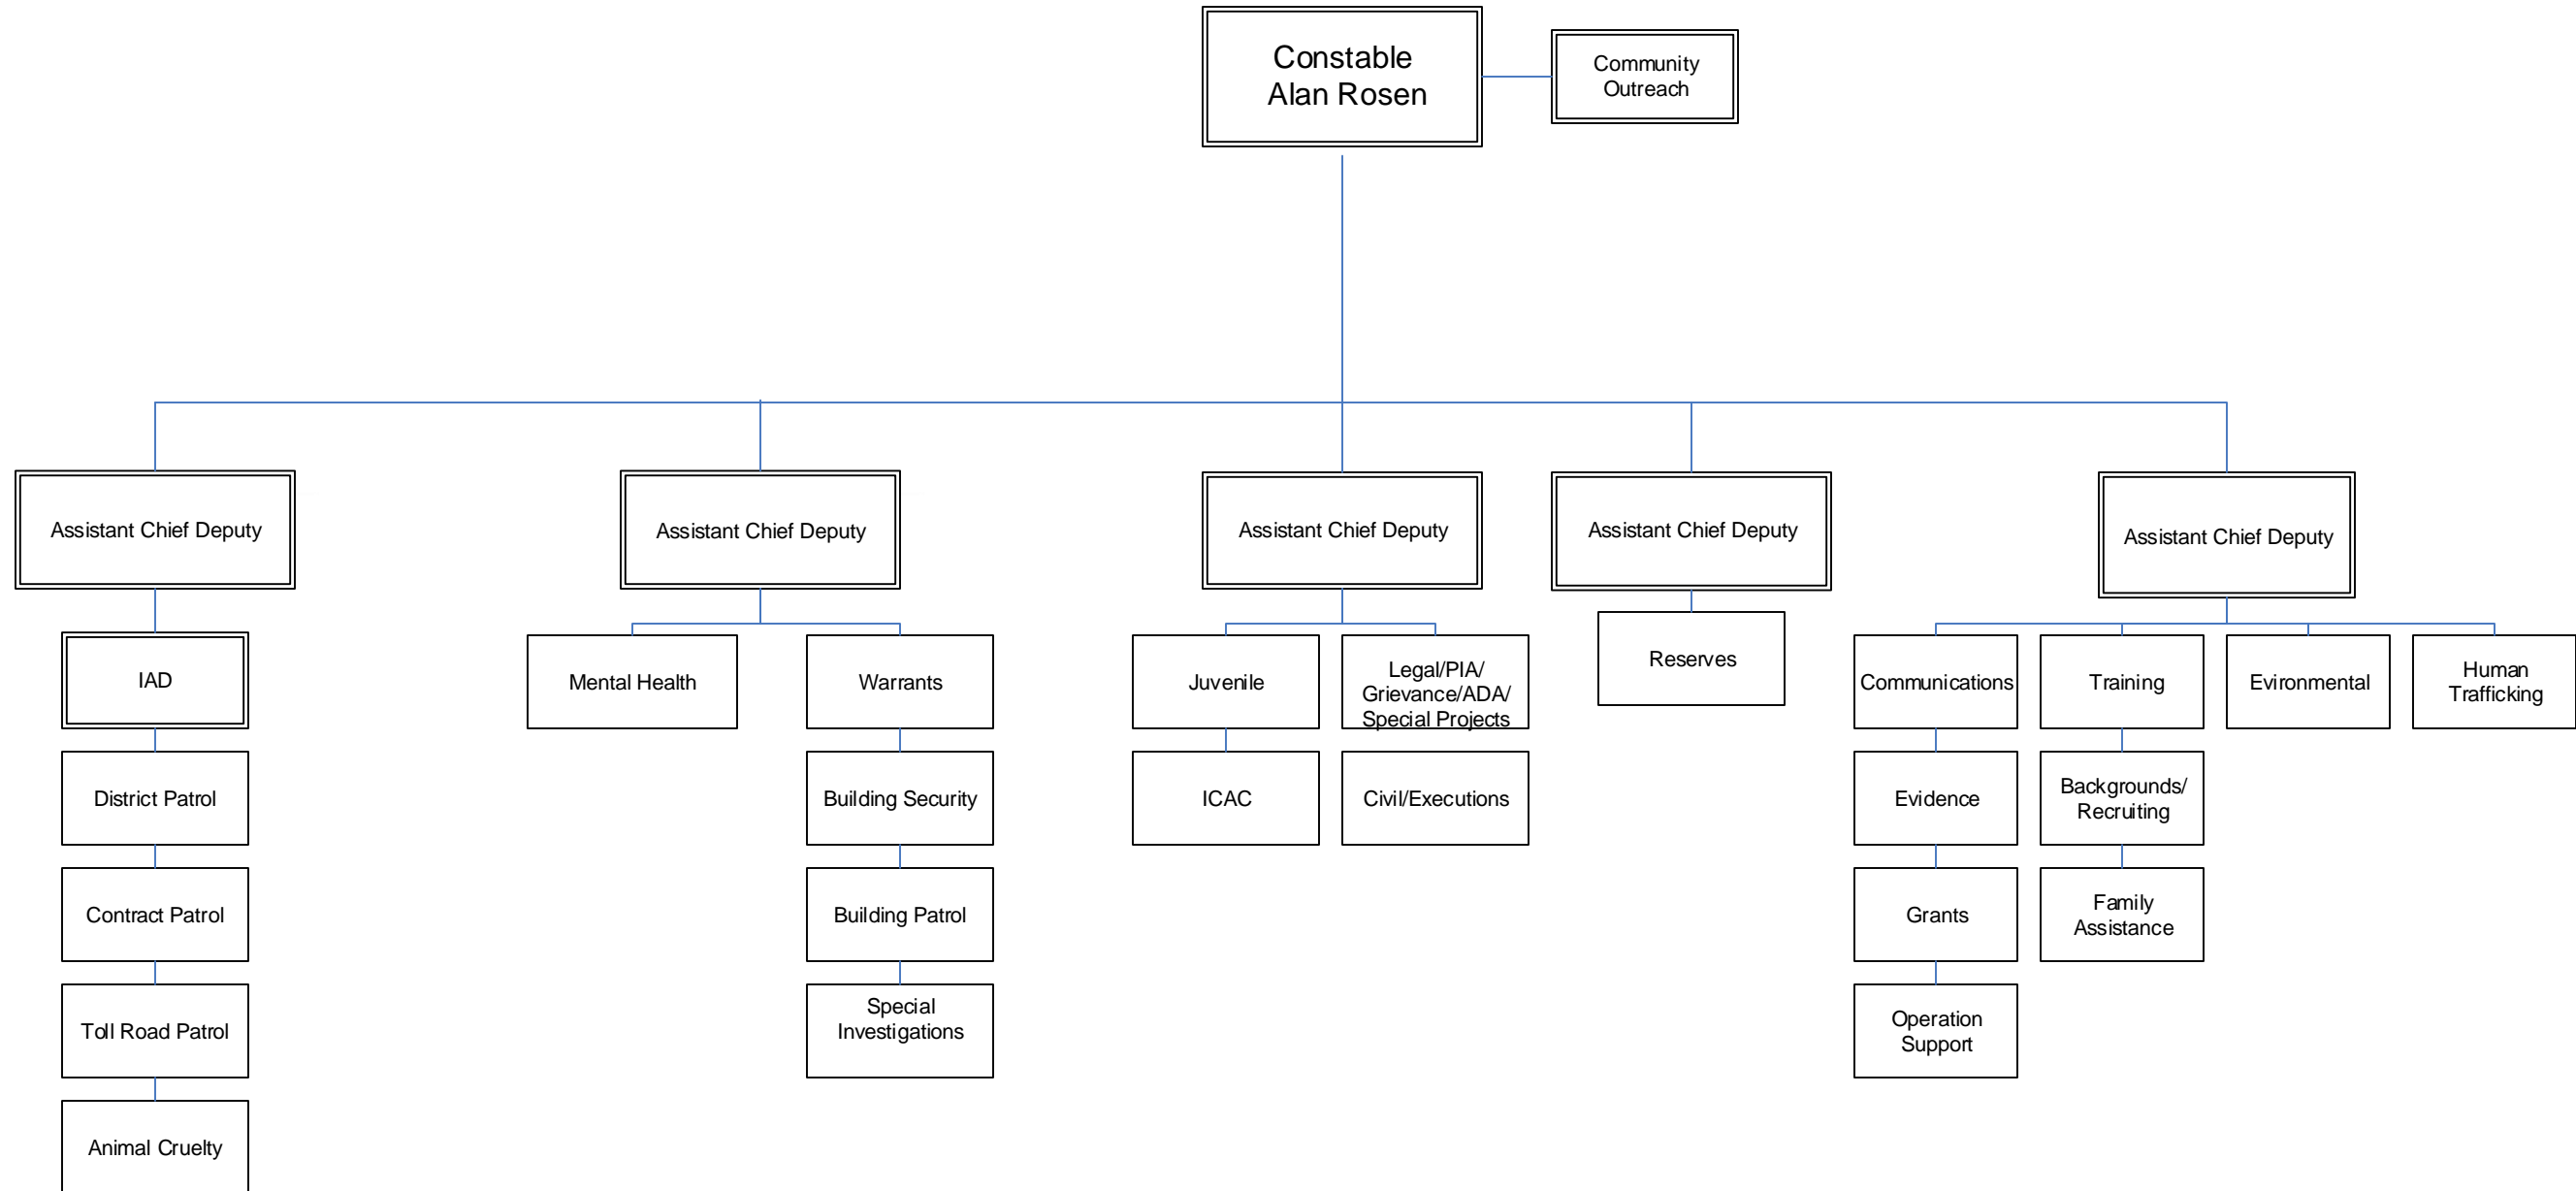 Constable
Alan Rosen
Community
Outreach
Assistant Chief Deputy
Assistant Chief Deputy
Assistant Chief Deputy
Assistant Chief Deputy
Assistant Chief Deputy
IAD
District Patrol
Contract Patrol
Toll Road Patrol
Animal Cruelty
Mental Health
Warrants
Building Security
Building Patrol
Special
Investigations
Juvenile
ICAC
Legal/PIA/
Grievance/ADA/
Special Projects
Civil/Executions
Reserves
Communications
Evidence
Grants
Operation
Support
Training
Backgrounds/
Recruiting
Family
Assistance
Evironmental
Human
Trafficking